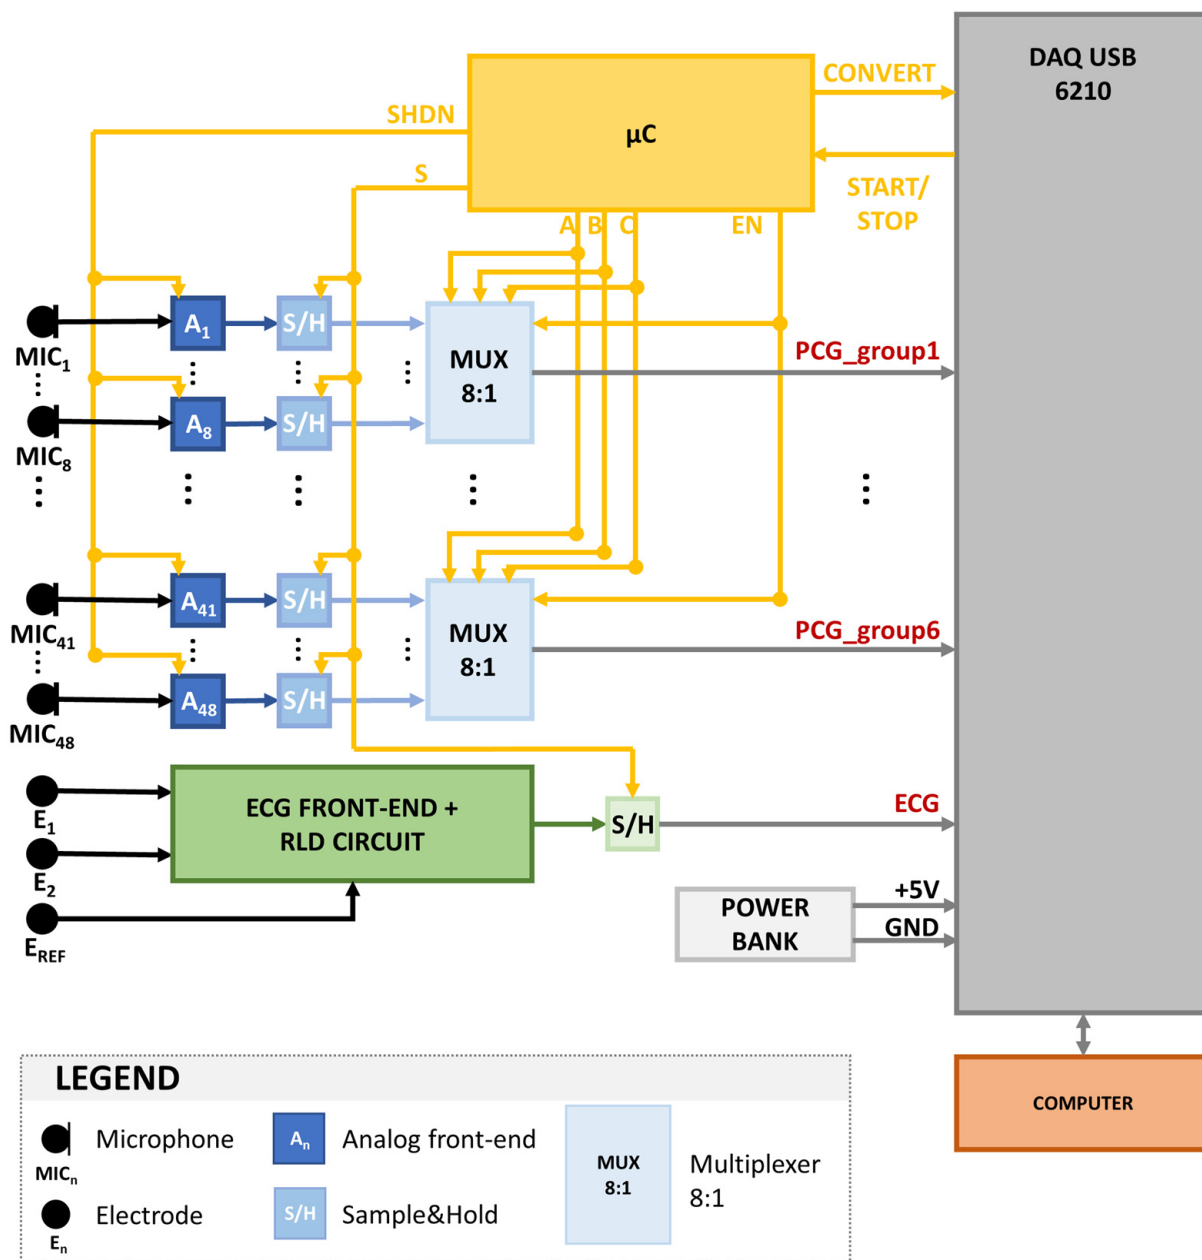 DAQ USB
6210
CONVERT
SHDN
µC
S
START/
STOP
A B C EN
MIC₁
A₁
S/H
MUX
8:1
PCG_group1
MIC₈
A₈
S/H
MIC₄₁
A₄₁
S/H
MUX
8:1
PCG_group6
MIC₄₈
A₄₈
S/H
E₁
ECG FRONT-END +
RLD CIRCUIT
S/H
ECG
E₂
E_REF
POWER
BANK
+5V
GND
COMPUTER
LEGEND
MICₙ
Microphone
Aₙ
Analog front-end
MUX
8:1
Multiplexer
8:1
Eₙ
Electrode
S/H
Sample&Hold